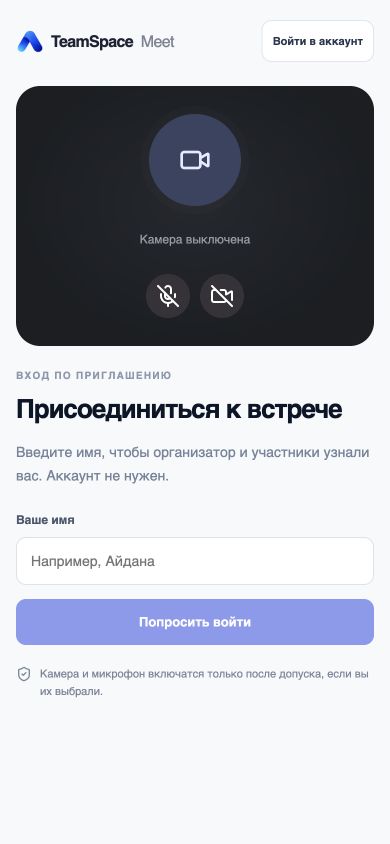 TeamSpace Meet
Войти в аккаунт
Камера выключена
ВХОД ПО ПРИГЛАШЕНИЮ
Присоединиться к встрече
Введите имя, чтобы организатор и участники узнали
вас. Аккаунт не нужен.
Ваше имя
Например, Айдана
Попросить войти
Камера и микрофон включатся только после допуска, если вы
их выбрали.